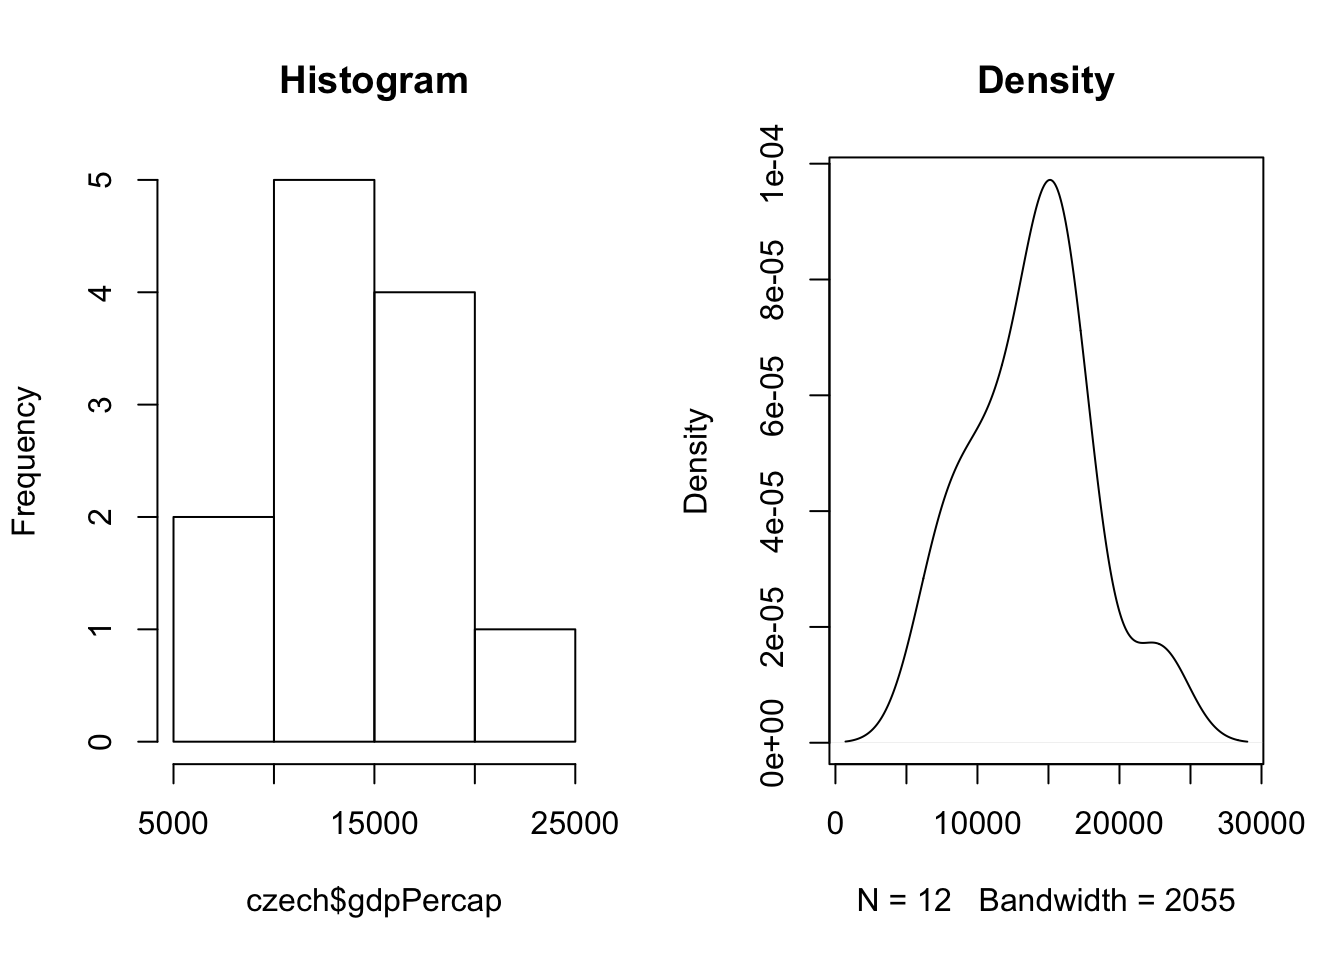 Histogram
Frequency
5
4
3
2
1
0
5000 15000 25000
czech$gdpPercap
Density
Density
1e-04
8e-05
6e-05
4e-05
2e-05
0e+00
0 10000 20000 30000
N = 12 Bandwidth = 2055